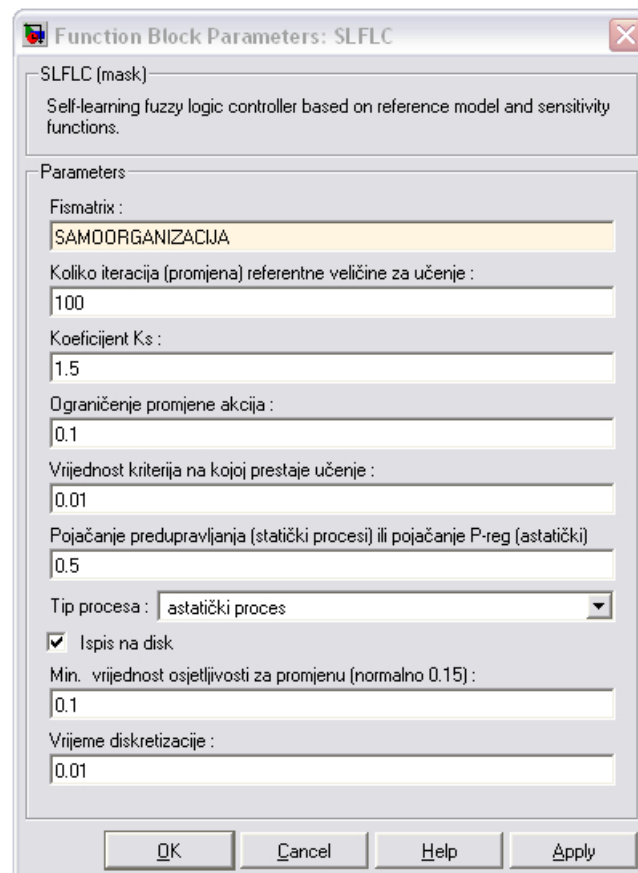 Function Block Parameters: SLFLC
SLFLC (mask)
Self-learning fuzzy logic controller based on reference model and sensitivity
functions.
Parameters
Fismatrix :
SAMOORGANIZACIJA
Koliko iteracija (promjena) referentne veličine za učenje :
100
Koeficijent Ks :
1.5
Ograničenje promjene akcija :
0.1
Vrijednost kriterija na kojoj prestaje učenje :
0.01
Pojačanje predupravljanja (statički procesi) ili pojačanje P-reg (astatički)
0.5
Tip procesa : astatički proces
Ispis na disk
Min. vrijednost osjetljivosti za promjenu (normalno 0.15) :
0.1
Vrijeme diskretizacije :
0.01
OK Cancel Help Apply